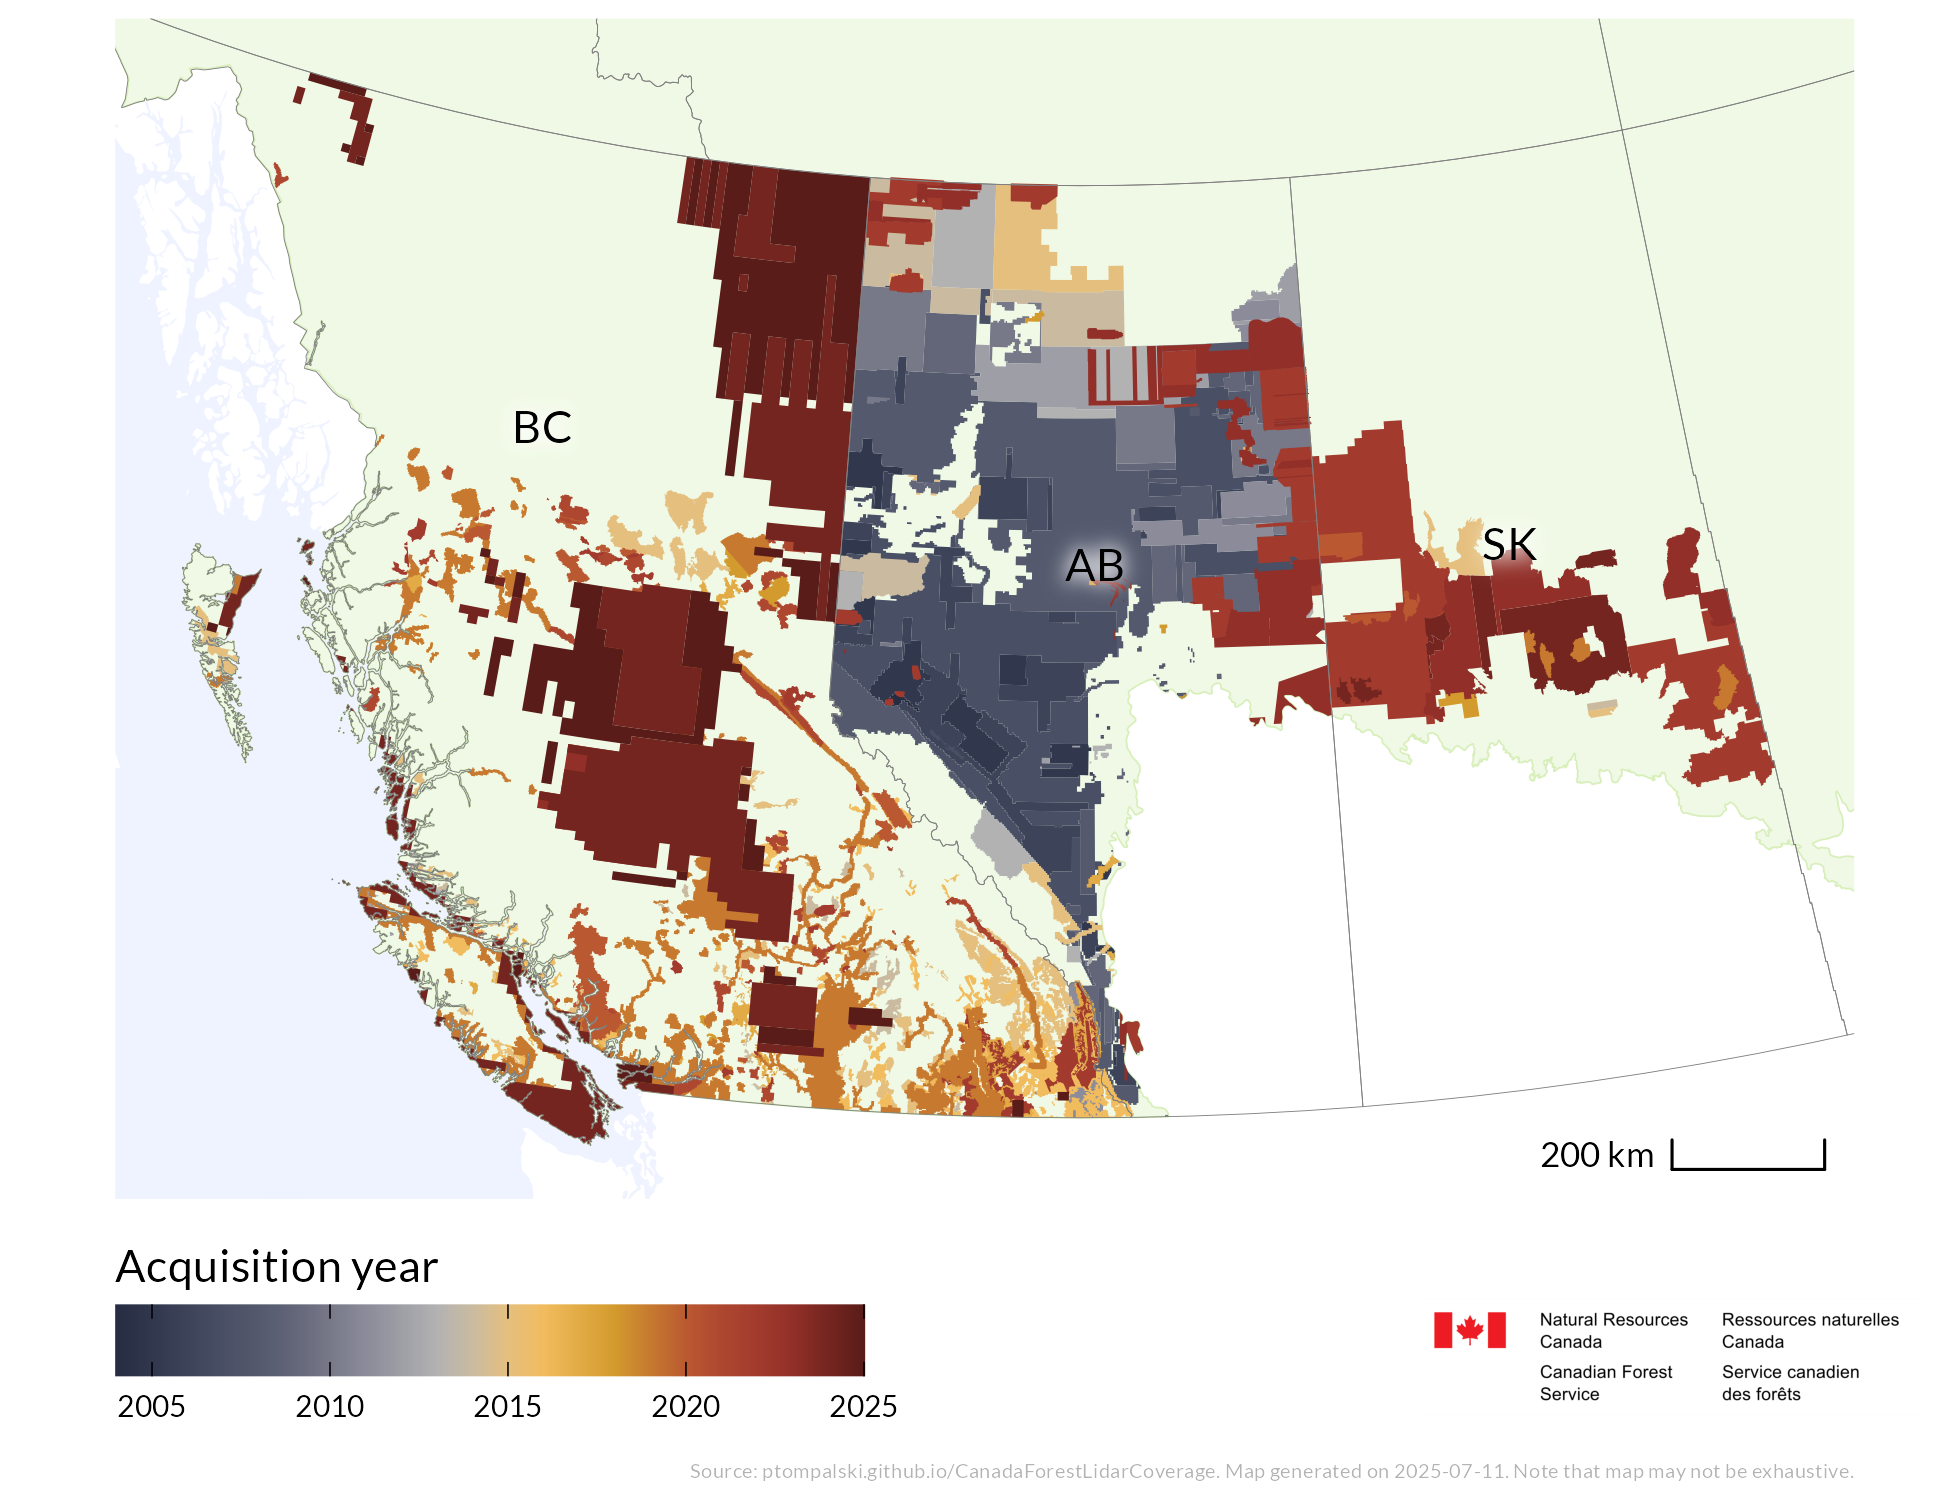 BC
SK
AB
200 km
Acquisition year
2005 2010 2015 2020 2025
Natural Resources Canada
Ressources naturelles Canada
Canadian Forest Service
Service canadien des forêts
Source: ptompalski.github.io/CanadaForestLidarCoverage. Map generated on 2025-07-11. Note that map may not be exhaustive.